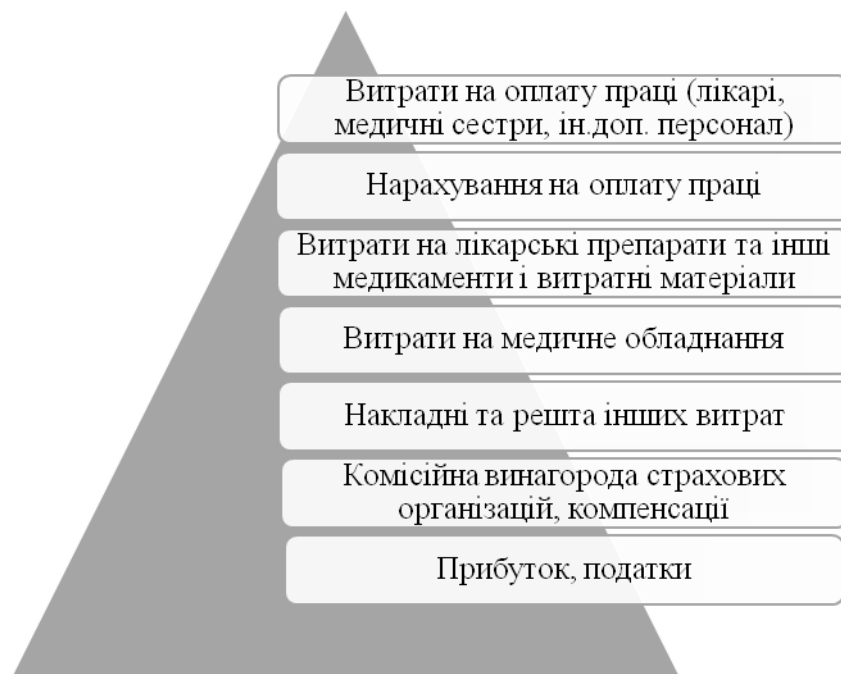 Витрати на оплату праці (лікарі,
медичні сестри, ін.доп. персонал)
Нарахування на оплату праці
Витрати на лікарські препарати та інші
медикаменти і витратні матеріали
Витрати на медичне обладнання
Накладні та решта інших витрат
Комісійна винагорода страхових
організацій, компенсації
Прибуток, податки